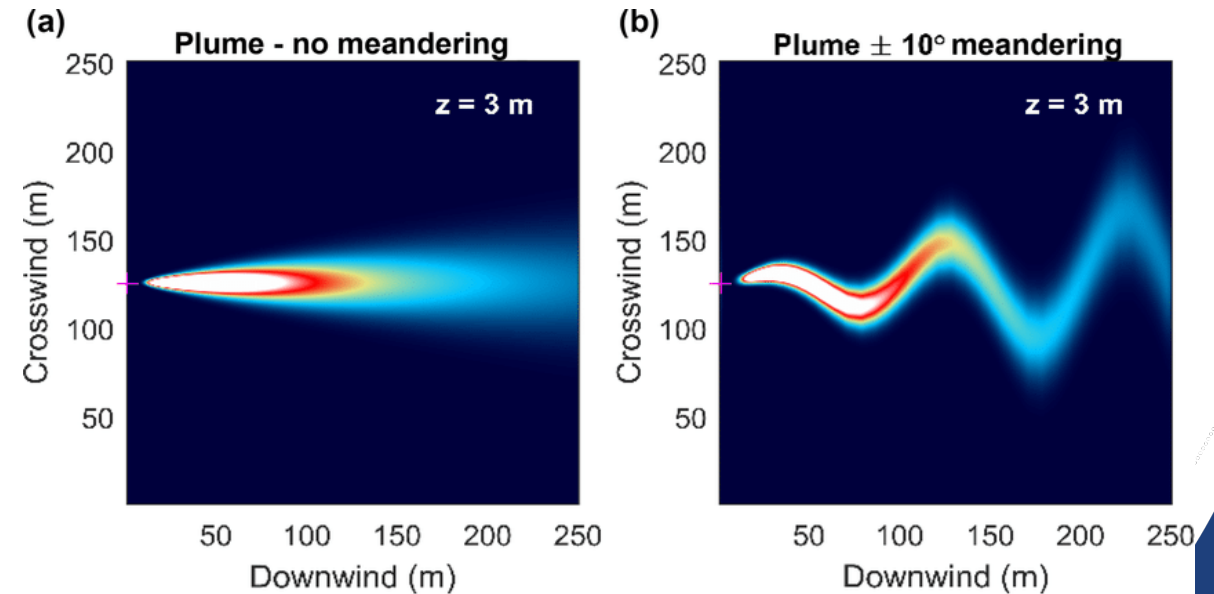 (a)
Plume - no meandering
250
200
150
100
50
Crosswind (m)
z = 3 m
50 100 150 200 250
Downwind (m)
(b)
Plume ± 10° meandering
250
200
150
100
50
Crosswind (m)
z = 3 m
50 100 150 200 250
Downwind (m)